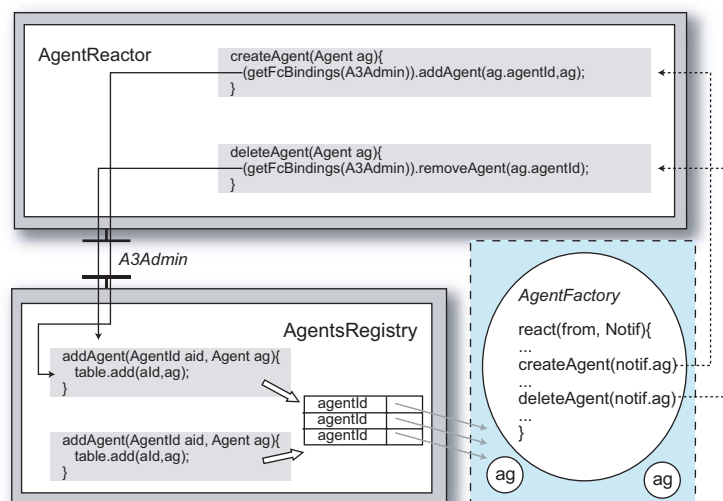 AgentReactor
createAgent(Agent ag){
(getFcBindings(A3Admin)).addAgent(ag.agentId,ag);
}
deleteAgent(Agent ag){
(getFcBindings(A3Admin)).removeAgent(ag.agentId);
}
A3Admin
AgentsRegistry
addAgent(AgentId aid, Agent ag){
table.add(aId,ag);
}
addAgent(AgentId aid, Agent ag){
table.add(aId,ag);
}
agentId
agentId
agentId
AgentFactory
react(from, Notif){
...
createAgent(notif.ag)
...
deleteAgent(notif.ag)
...
}
ag
ag